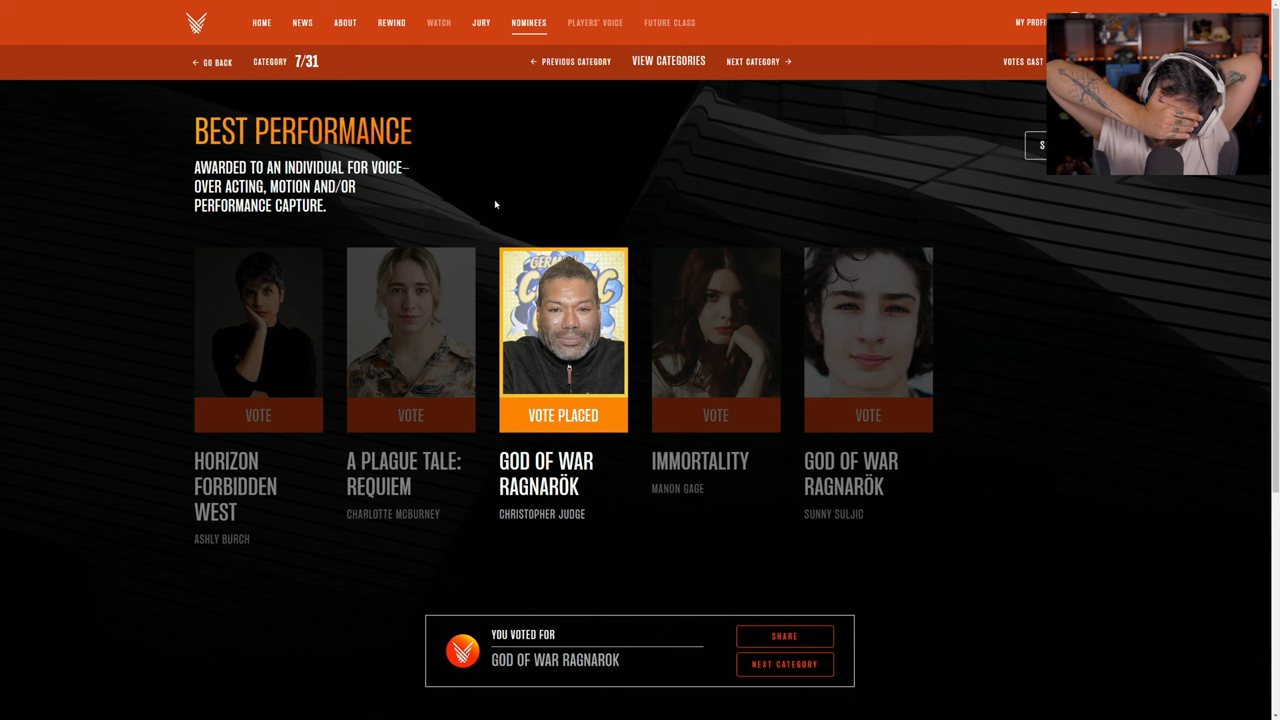 HOME NEWS ABOUT REWIND WATCH JURY NOMINEES PLAYERS' VOICE FUTURE CLASS MY
← GO BACK CATEGORY 7/31 ← PREVIOUS CATEGORY VIEW CATEGORIES NEXT CATEGORY → VOTES CAST
BEST PERFORMANCE
AWARDED TO AN INDIVIDUAL FOR VOICE-
OVER ACTING, MOTION AND/OR
PERFORMANCE CAPTURE.
VOTE VOTE VOTE PLACED VOTE VOTE
HORIZON
FORBIDDEN
WEST
ASHLY BURCH
A PLAGUE TALE:
REQUIEM
CHARLOTTE MCBURNEY
GOD OF WAR
RAGNARÖK
CHRISTOPHER JUDGE
IMMORTALITY
MANON GAGE
GOD OF WAR
RAGNARÖK
SUNNY SULJIC
YOU VOTED FOR
GOD OF WAR RAGNAROK
SHARE
NEXT CATEGORY